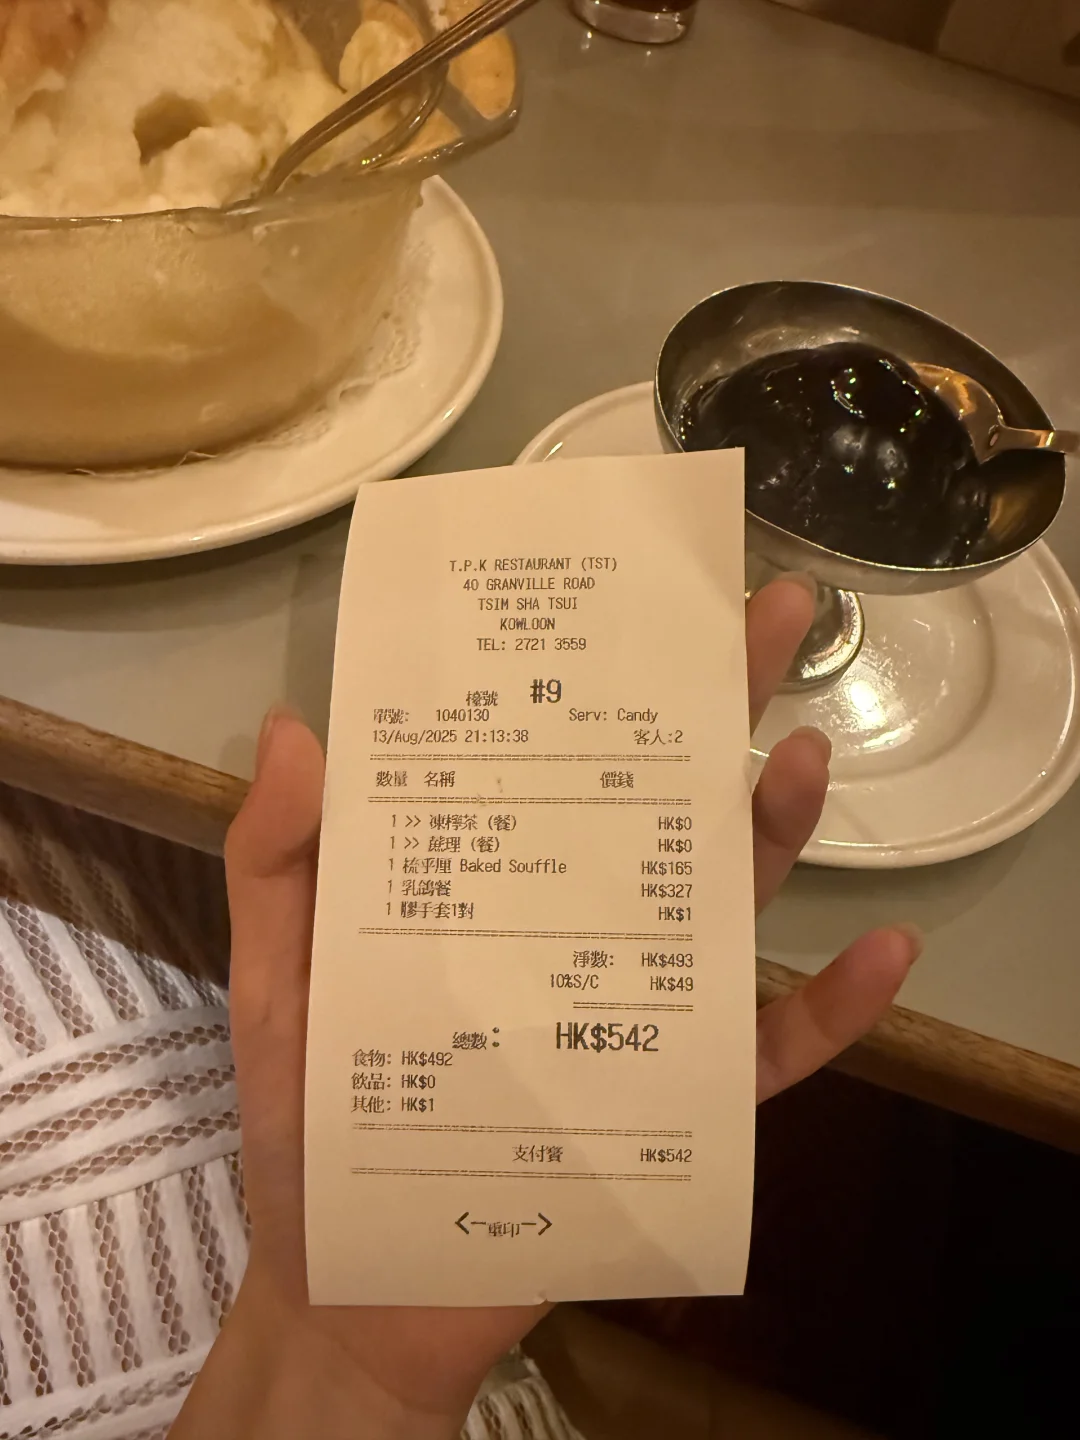 T.P.K RESTAURANT (TST)
40 GRANVILLE ROAD
TSIM SHA TSUI
KOWLOON
TEL: 2721 3559
檯號 #9
單號: 1040130 Serv: Candy
13/Aug/2025 21:13:38 客人:2
數量 名稱 價錢
1 >> 凍檸茶 (餐) HK$0
1 >> 蔗理 (餐) HK$0
1 梳乎厘 Baked Souffle HK$165
1 乳鴿餐 HK$327
1 膠手套1對 HK$1
淨數: HK$493
10%S/C HK$49
總數: HK$542
食物: HK$492
飲品: HK$0
其他: HK$1
支付寶 HK$542
<—重印—>